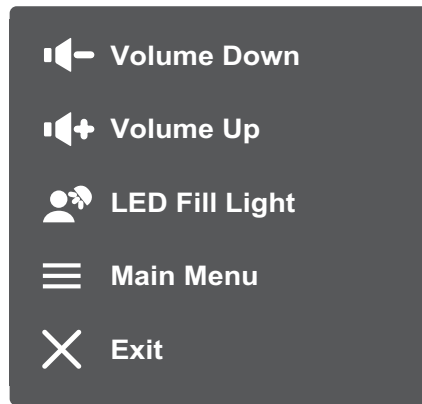 Volume Down
Volume Up
LED Fill Light
Main Menu
Exit